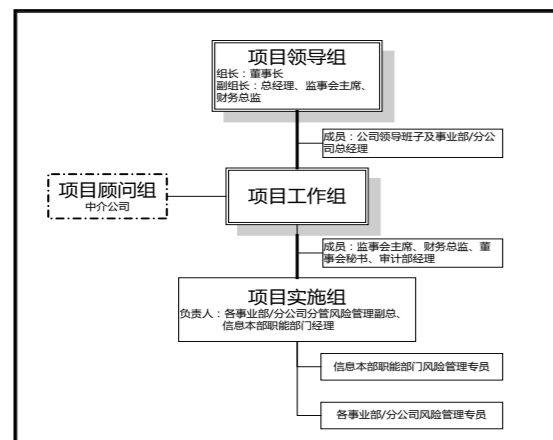 项目领导组
组长：董事长
副组长：总经理、监事会主席、
财务总监
成员：公司领导班子及事业部/分公
司总经理
项目顾问组
中介公司
项目工作组
成员：监事会主席、财务总监、董
事会秘书、审计部经理
项目实施组
负责人：各事业部/分公司分管风险管理副总、
信息本部职能部门经理
信息本部职能部门风险管理专员
各事业部/分公司风险管理专员